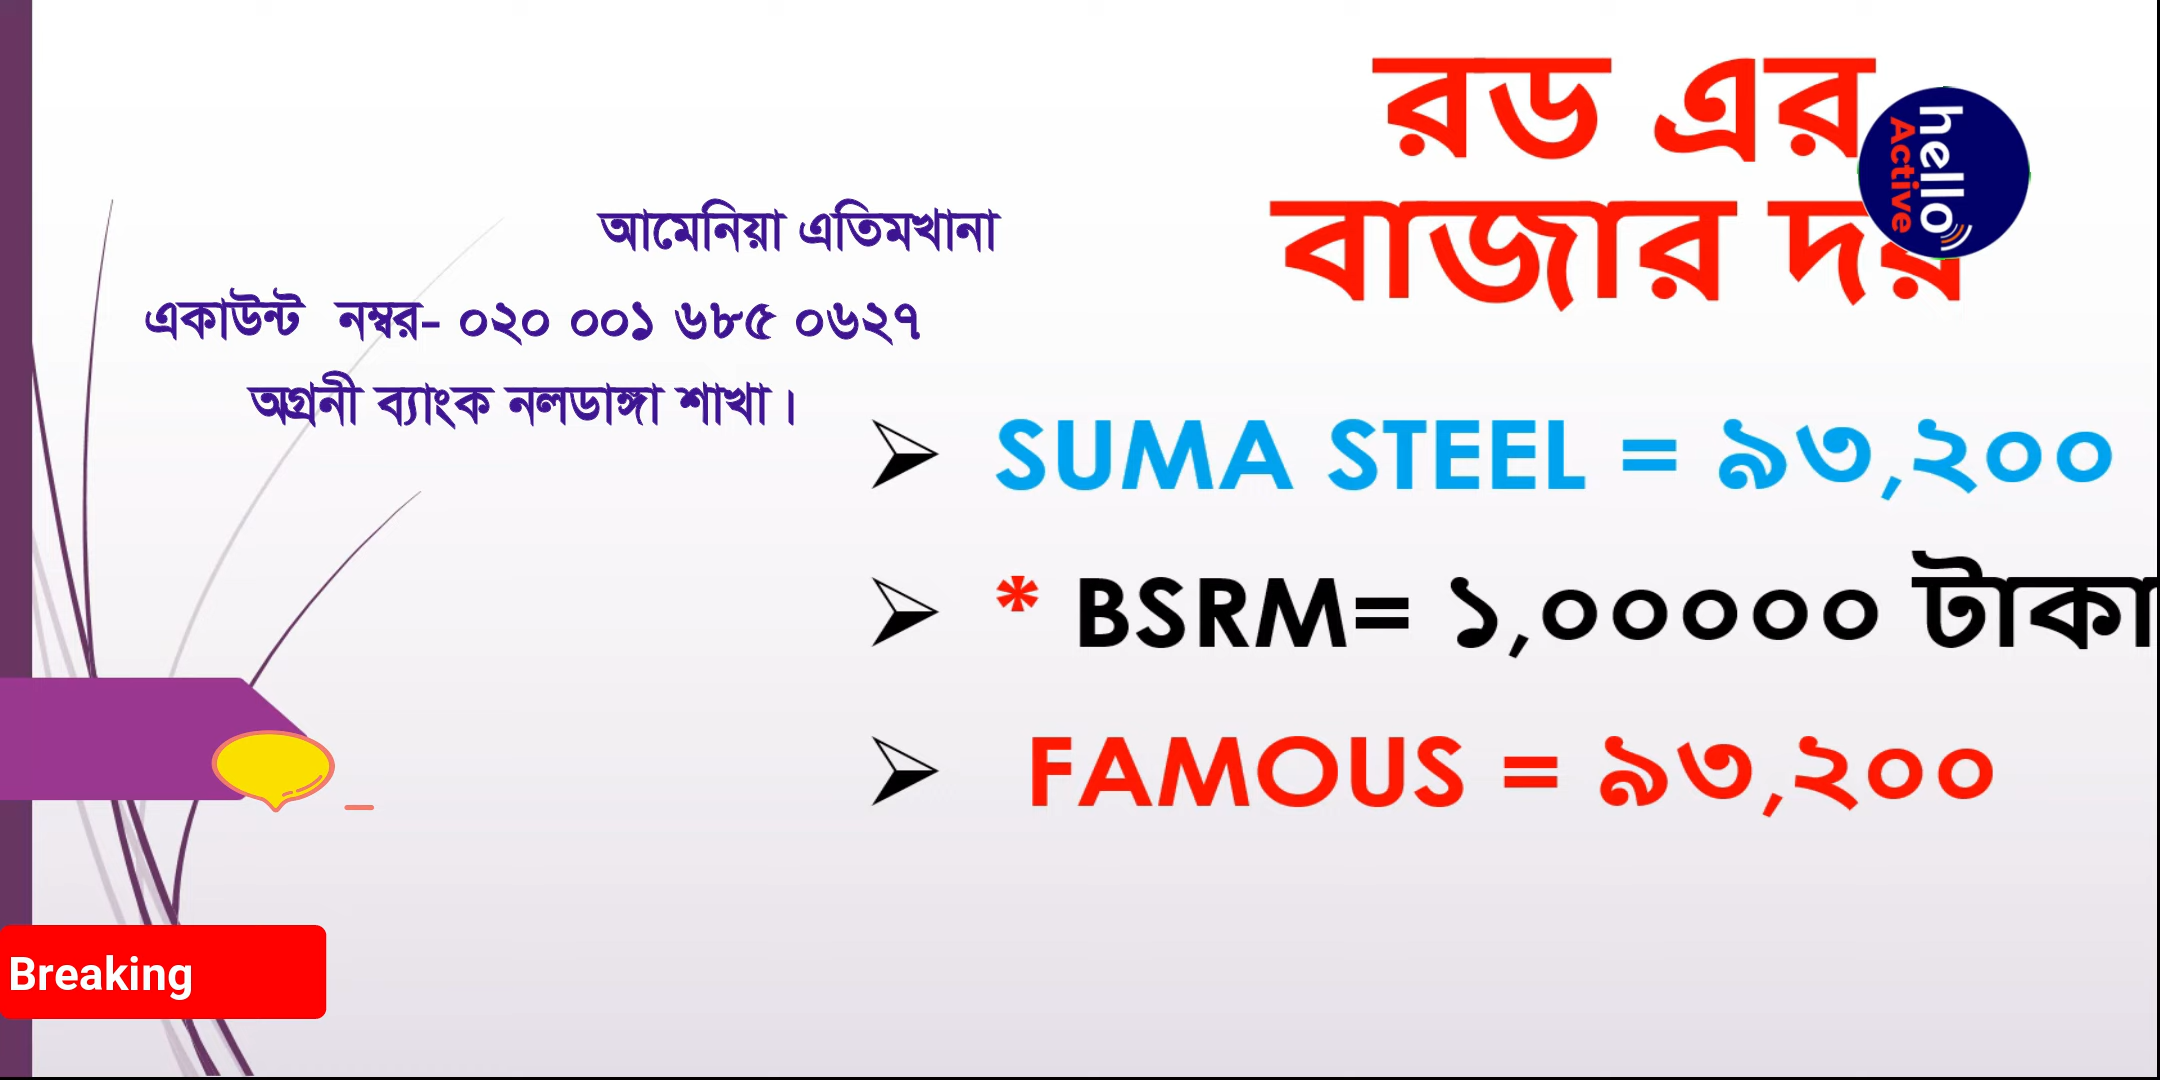 রড এর
বাজার দর
hello
Active
আমেনিয়া এতিমখানা
একাউন্ট নম্বর- ০২০ ০০১ ৬৮৫ ০৬২৭
অগ্রনী ব্যাংক নলডাঙ্গা শাখা।
➢ SUMA STEEL = ৯৩,২০০
➢ * BSRM= ১,০০০০০ টাকা
➢ FAMOUS = ৯৩,২০০
Breaking